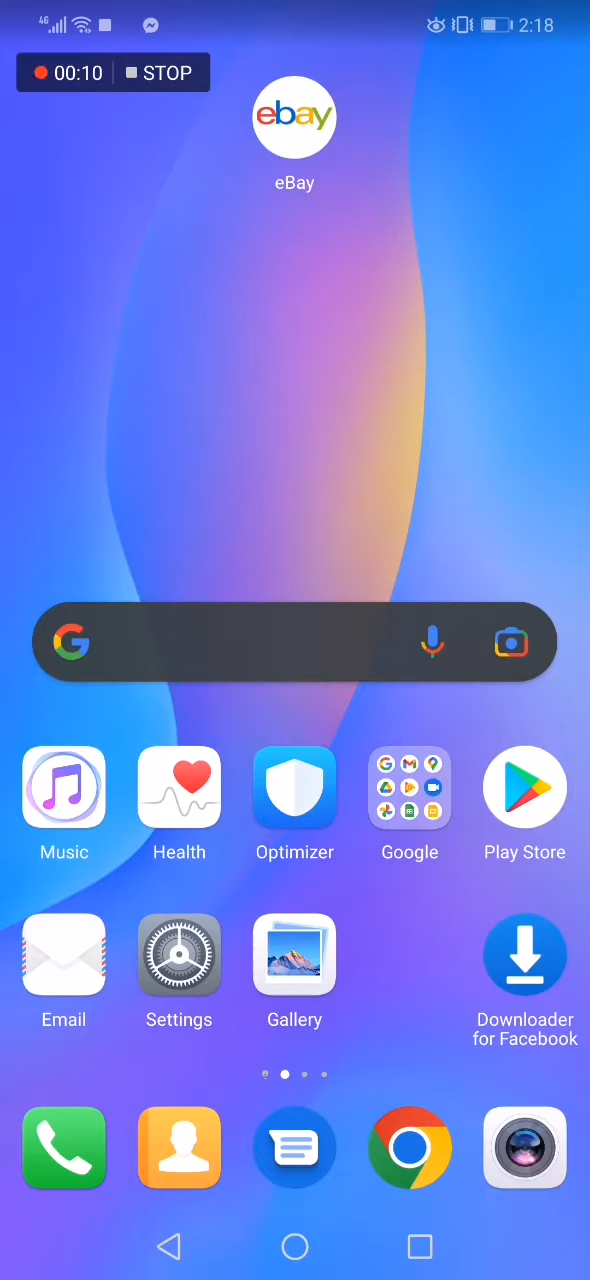 4G 2:18
00:10 STOP
ebay
eBay
Music Health Optimizer Google Play Store
Email Settings Gallery Downloader
for Facebook